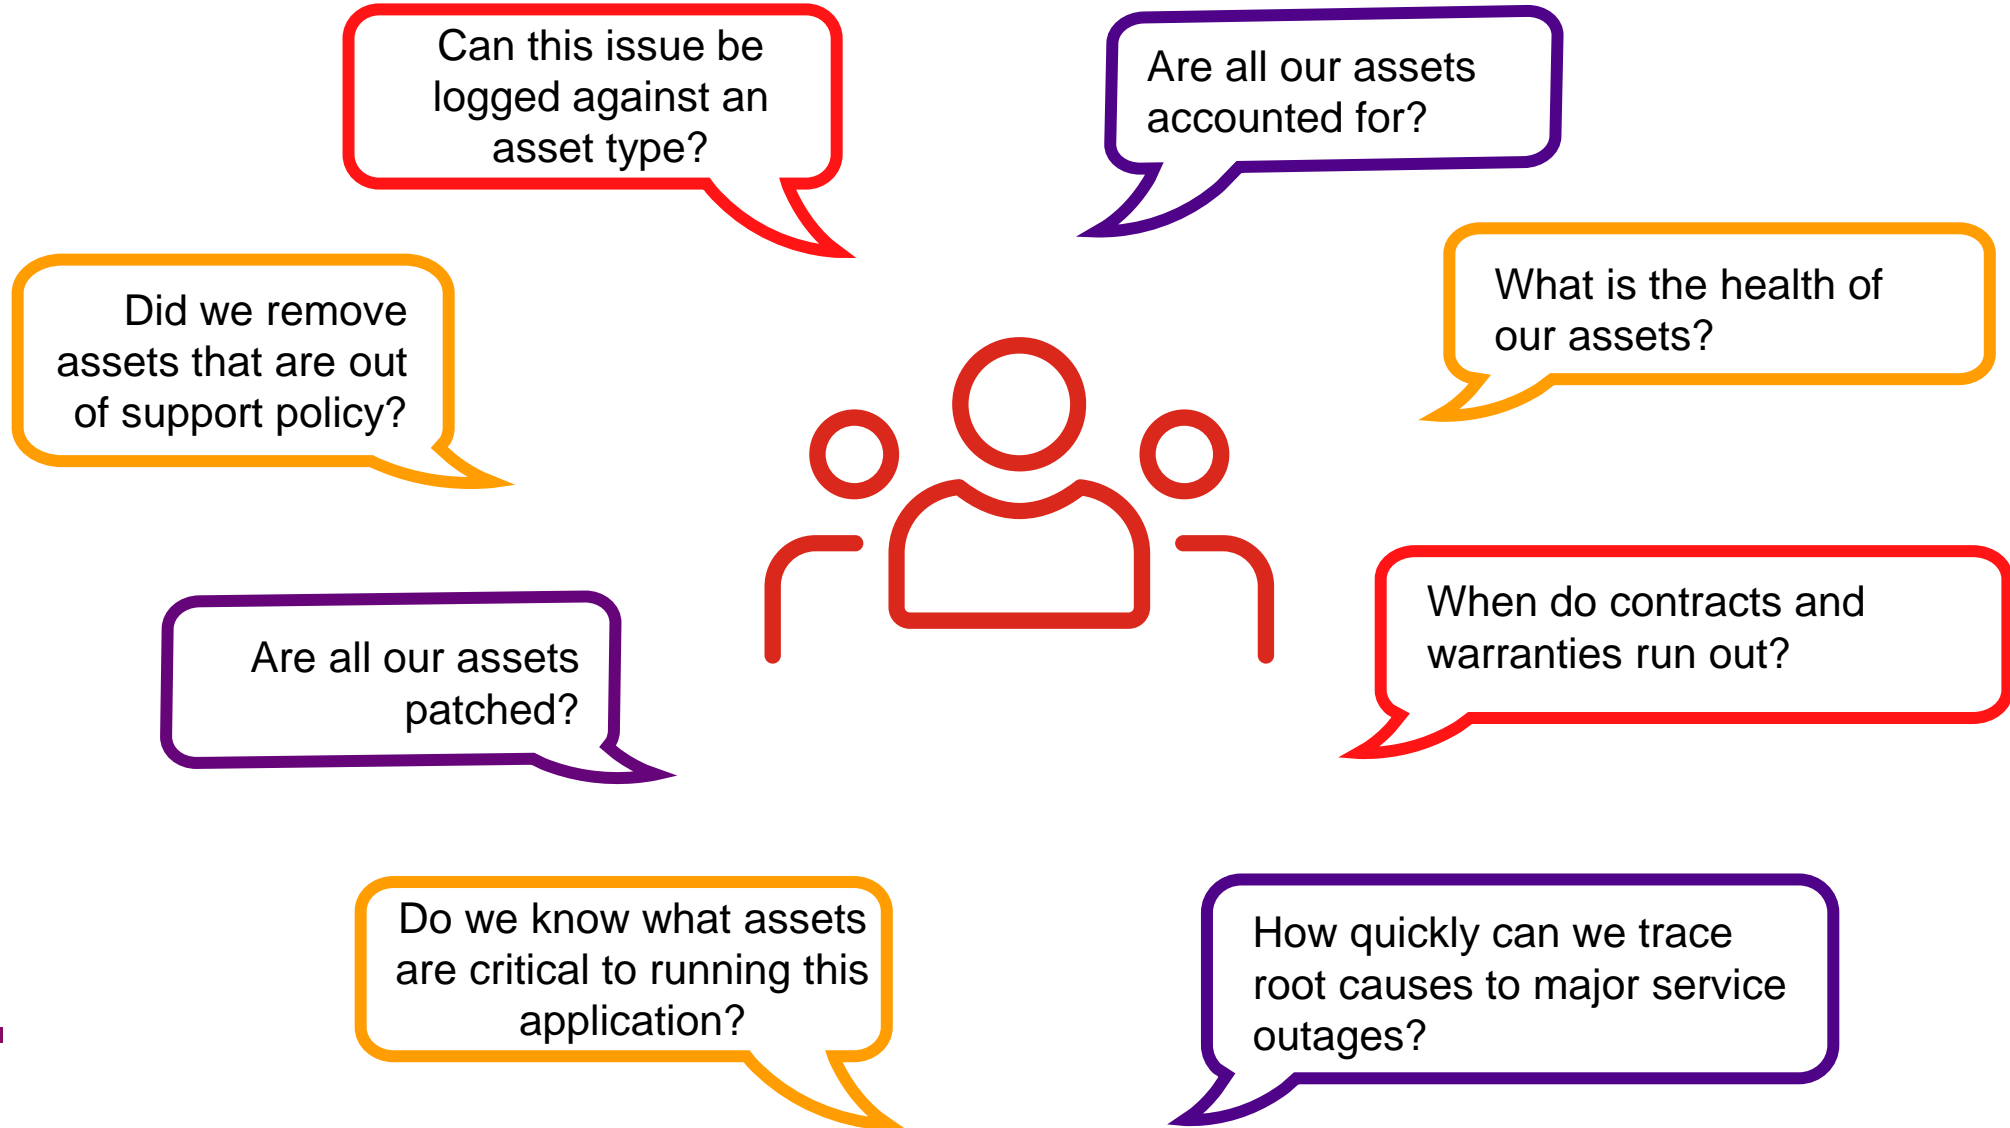 Can this issue be
logged against an
asset type?
Are all our assets
accounted for?
Did we remove
assets that are out
of support policy?
What is the health of
our assets?
Are all our assets
patched?
When do contracts and
warranties run out?
Do we know what assets
are critical to running this
application?
How quickly can we trace
root causes to major service
outages?